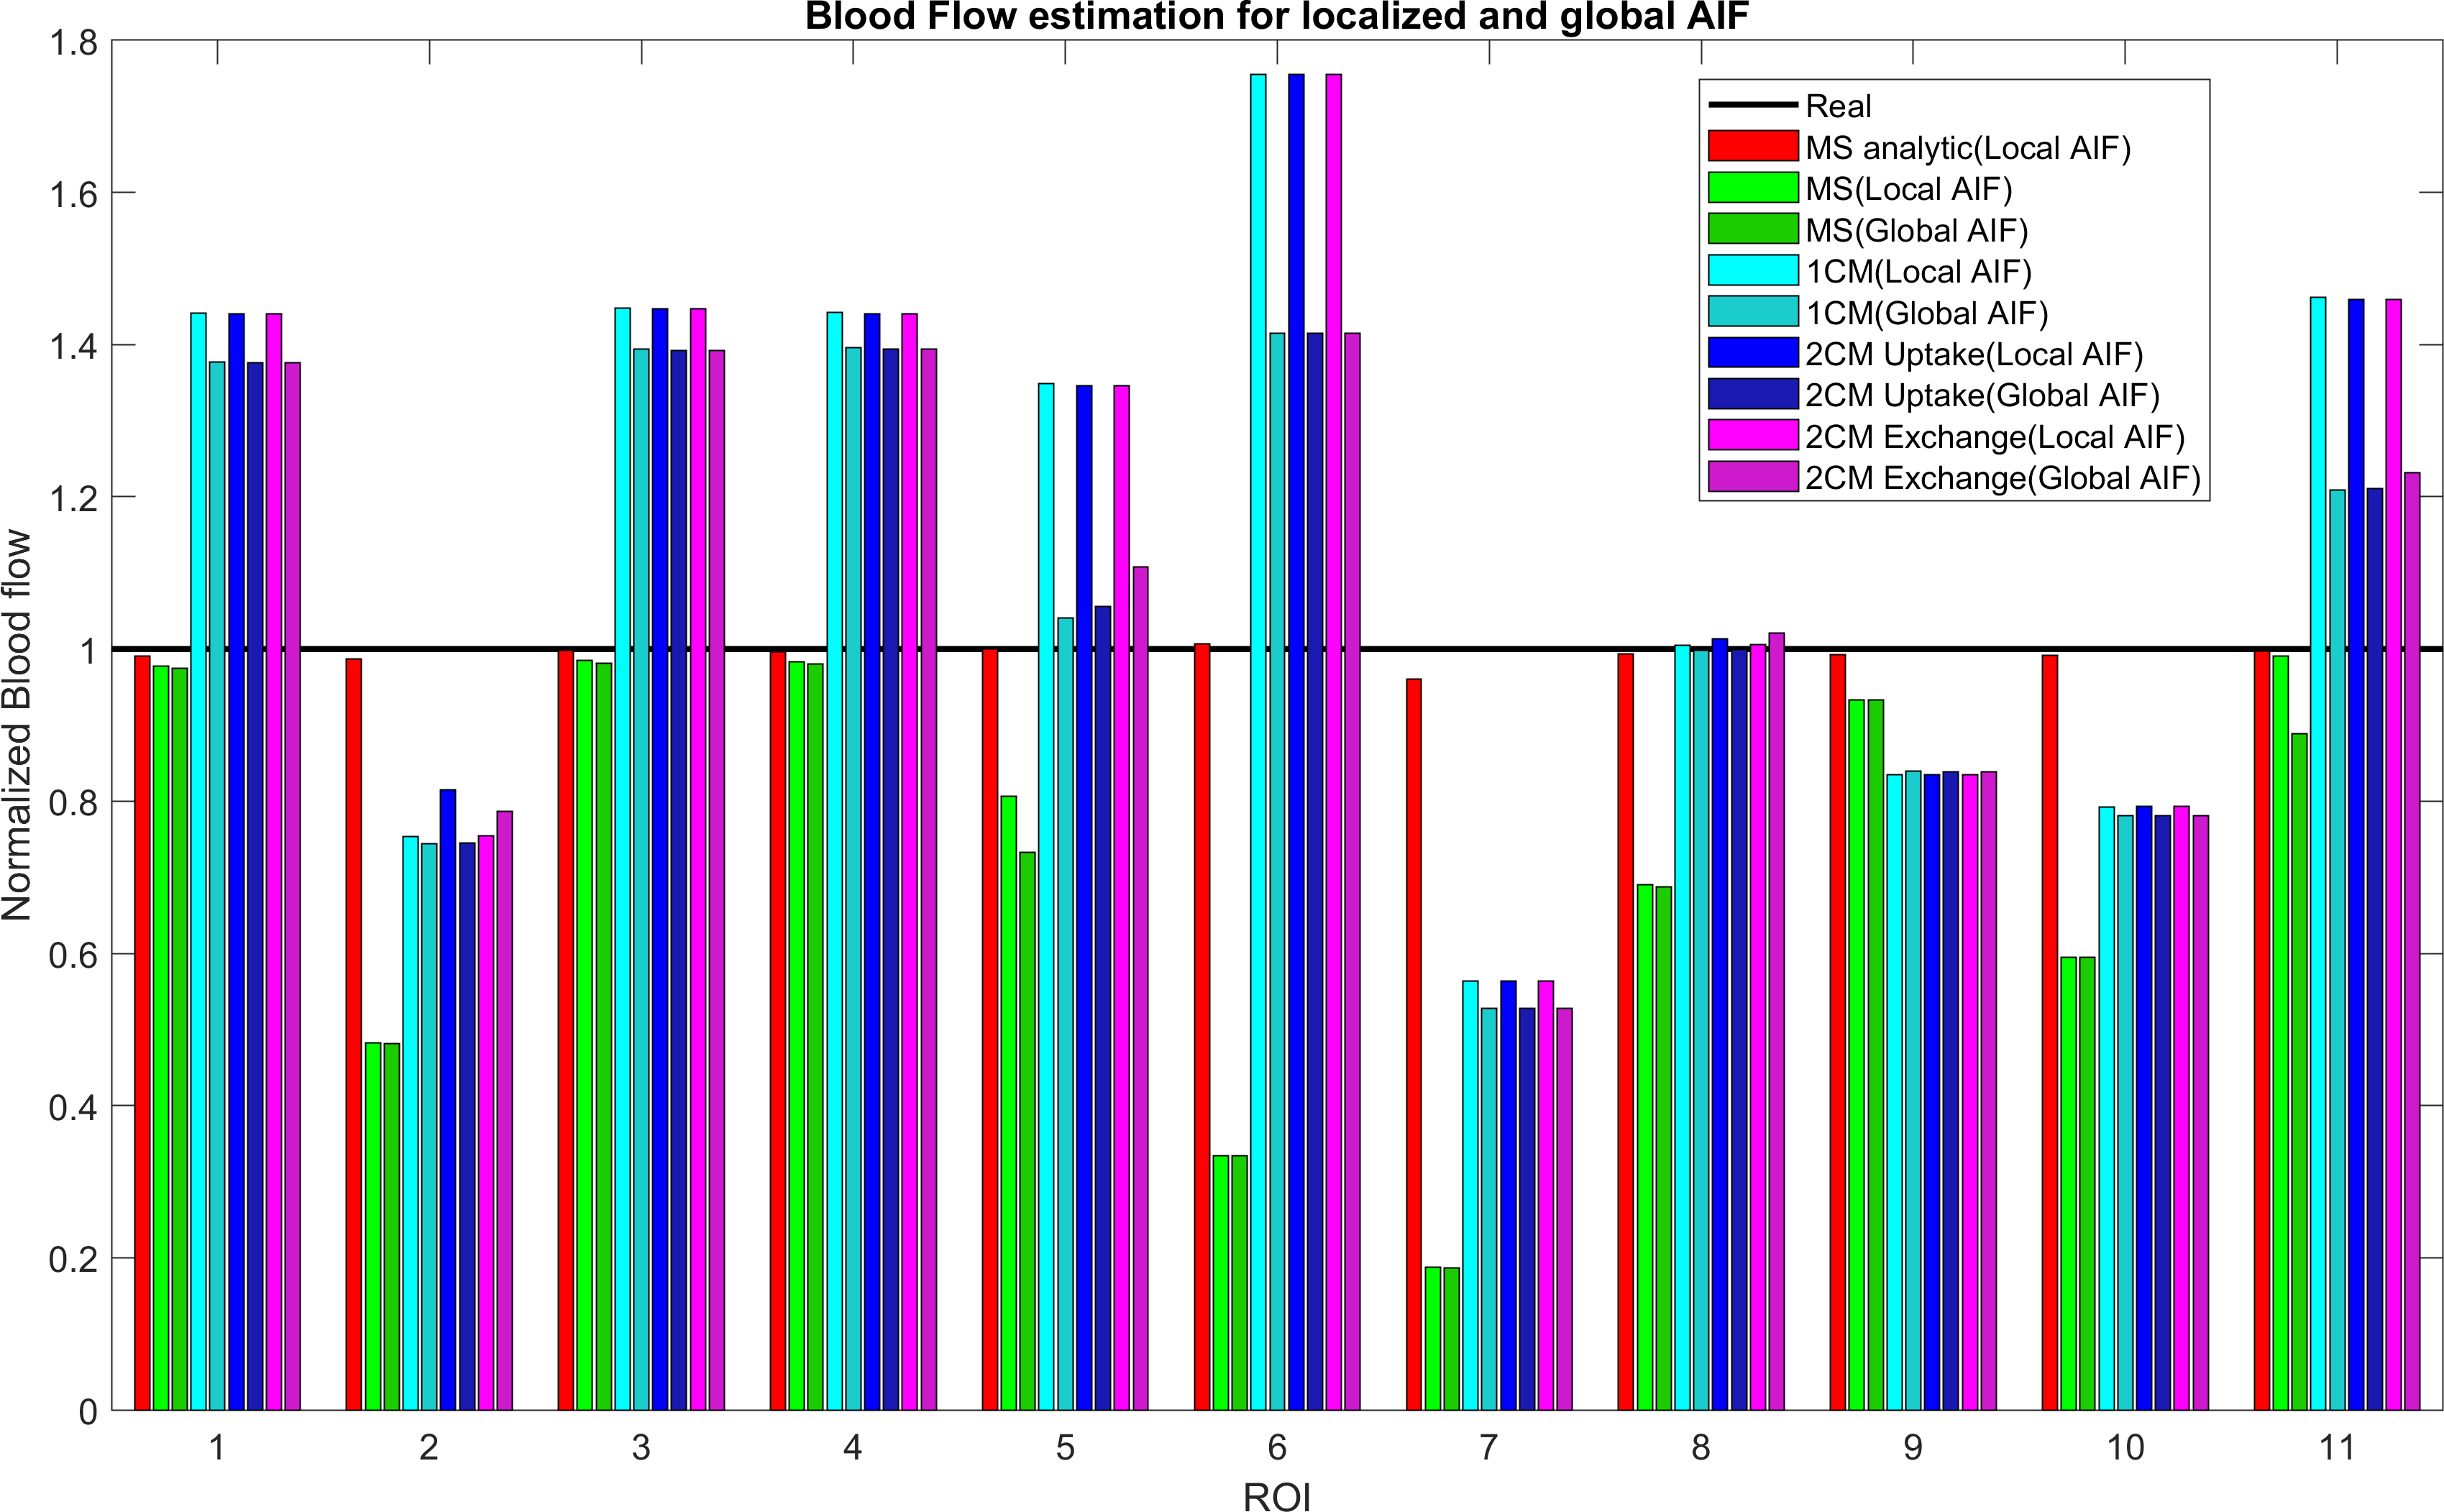 Blood Flow estimation for localized and global AIF
Normalized Blood flow
1.8
1.6
1.4
1.2
1
0.8
0.6
0.4
0.2
0
Real
MS analytic(Local AIF)
MS(Local AIF)
MS(Global AIF)
1CM(Local AIF)
1CM(Global AIF)
2CM Uptake(Local AIF)
2CM Uptake(Global AIF)
2CM Exchange(Local AIF)
2CM Exchange(Global AIF)
1 2 3 4 5 6 7 8 9 10 11
ROI